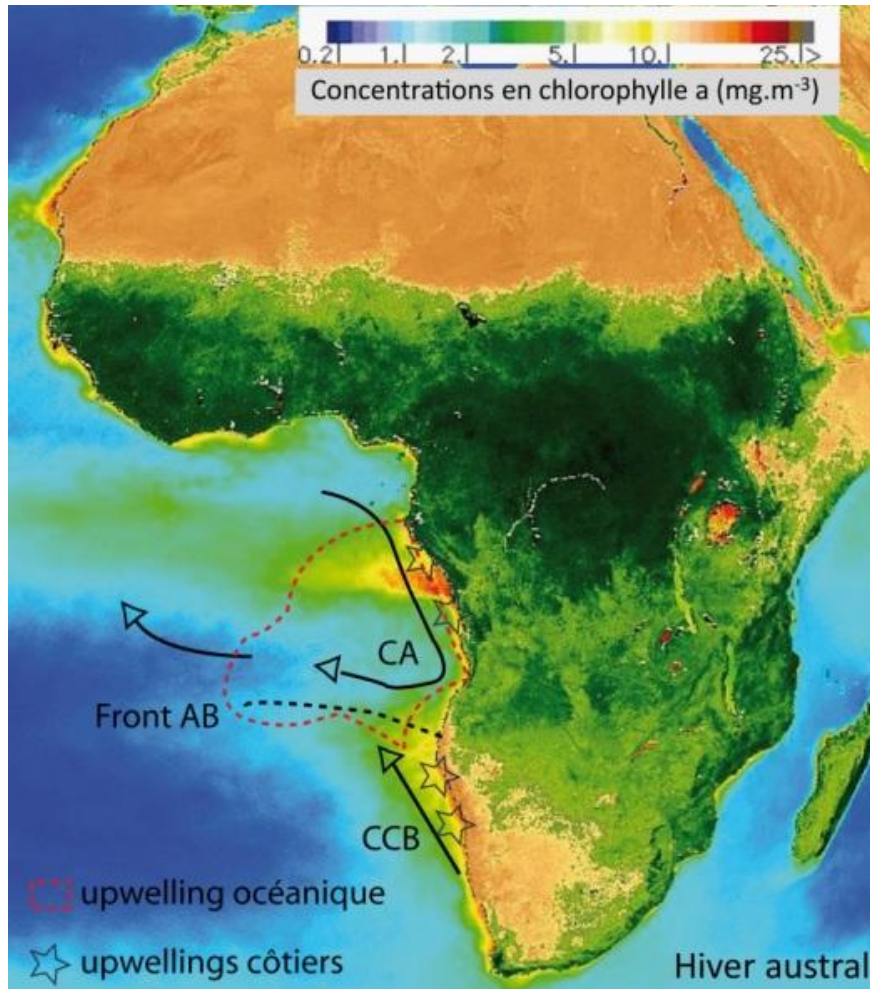 0.2 1. 2. 5. 10. 25. >
Concentrations en chlorophylle a (mg.m⁻³)
CA
Front AB
CCB
upwelling océanique
upwellings côtiers
Hiver austral